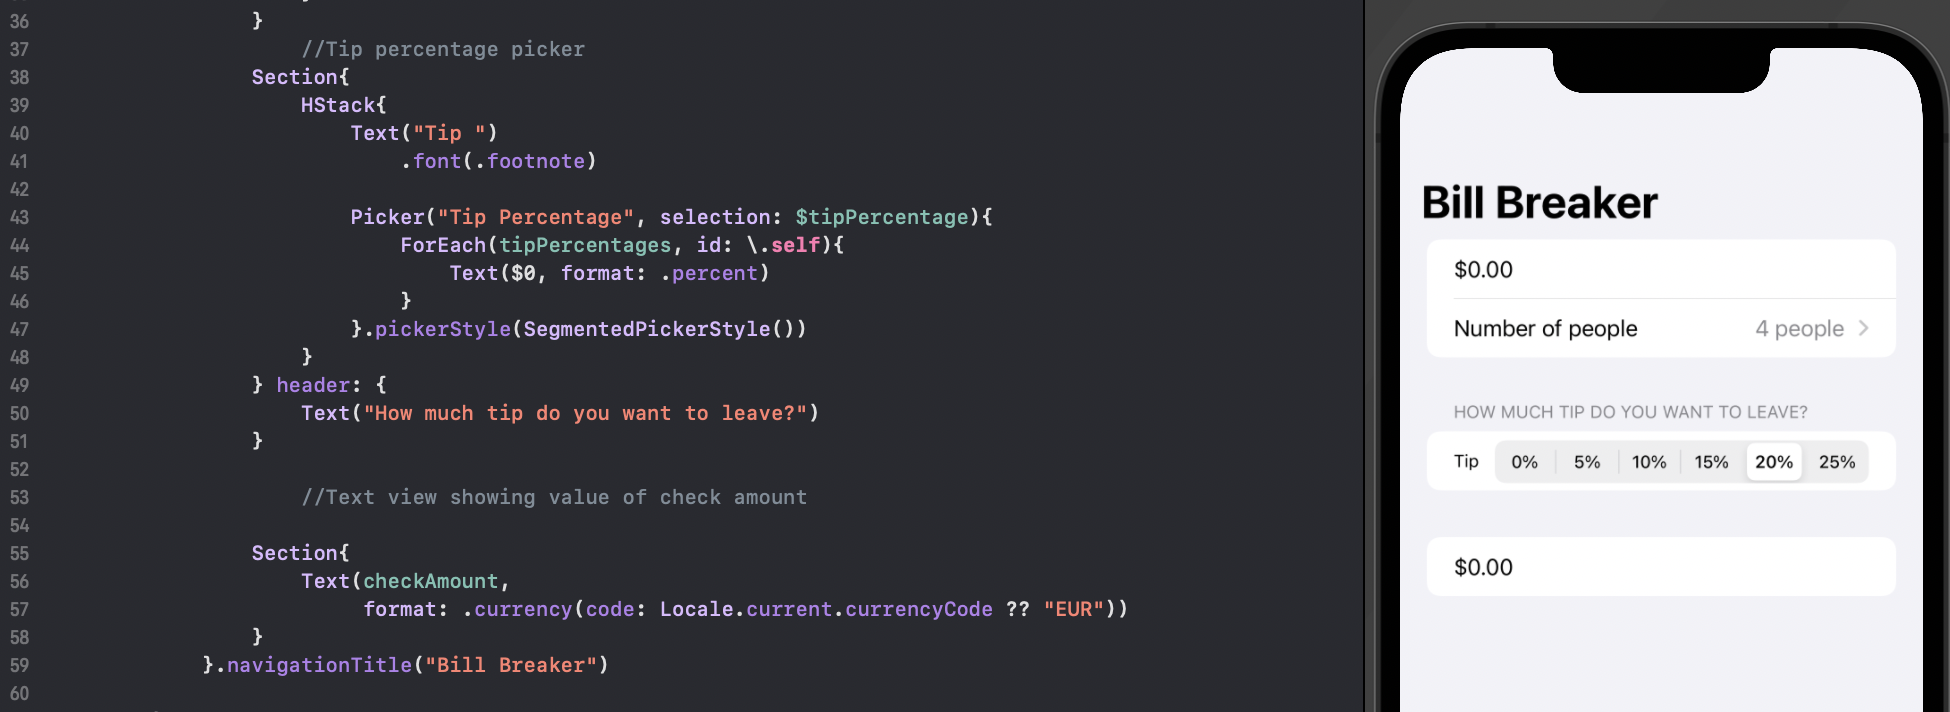 36 }
37 //Tip percentage picker
38 Section{
39 HStack{
40 Text("Tip ")
41 .font(.footnote)
42
43 Picker("Tip Percentage", selection: $tipPercentage){
44 ForEach(tipPercentages, id: \.self){
45 Text($0, format: .percent)
46 }
47 }.pickerStyle(SegmentedPickerStyle())
48 }
49 } header: {
50 Text("How much tip do you want to leave?")
51 }
52
53 //Text view showing value of check amount
54
55 Section{
56 Text(checkAmount,
57 format: .currency(code: Locale.current.currencyCode ?? "EUR"))
58 }
59 }.navigationTitle("Bill Breaker")
60
Bill Breaker
$0.00
Number of people 4 people
HOW MUCH TIP DO YOU WANT TO LEAVE?
Tip 0% 5% 10% 15% 20% 25%
$0.00